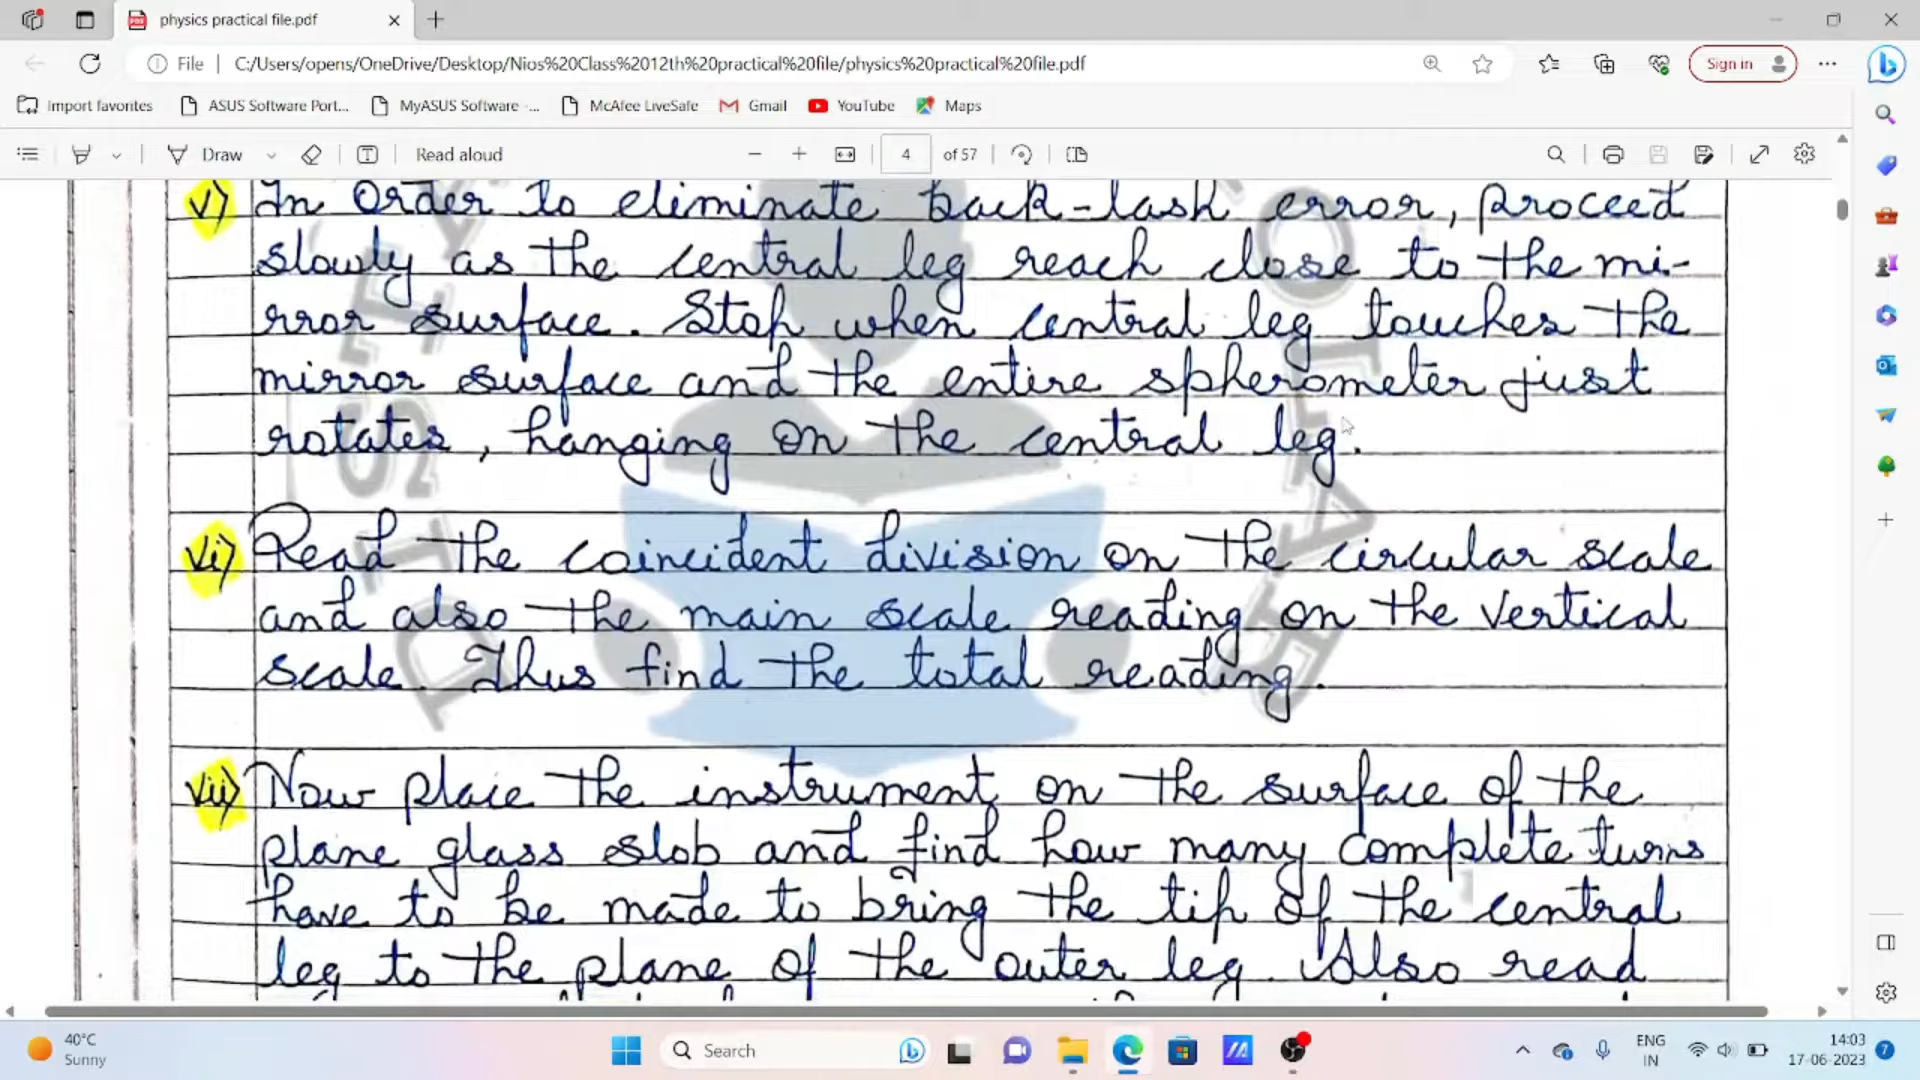 physics practical file.pdf
File
C:/Users/opens/OneDrive/Desktop/Nios%20Class%2012th%20practical%20file/physics%20practical%20file.pdf
Sign in
Import favorites
ASUS Software Port...
MyASUS Software - ...
McAfee LiveSafe
Gmail
YouTube
Maps
Draw
Read aloud
4
of 57
v) In order to eliminate back-lash error, proceed
slowly as the central leg reach close to the mi-
rror surface. Stop when central leg touches the
mirror surface and the entire spherometer just
rotates, hanging on the central leg.
vi) Read the coincident division on the circular scale
and also the main scale reading on the vertical
scale. Thus find the total reading.
vii) Now place the instrument on the surface of the
plane glass slob and find how many complete turns
have to be made to bring the tip of the central
leg to the plane of the outer leg. Also read
40°C
Sunny
Search
ENG
IN
14:03
17-06-2023
7